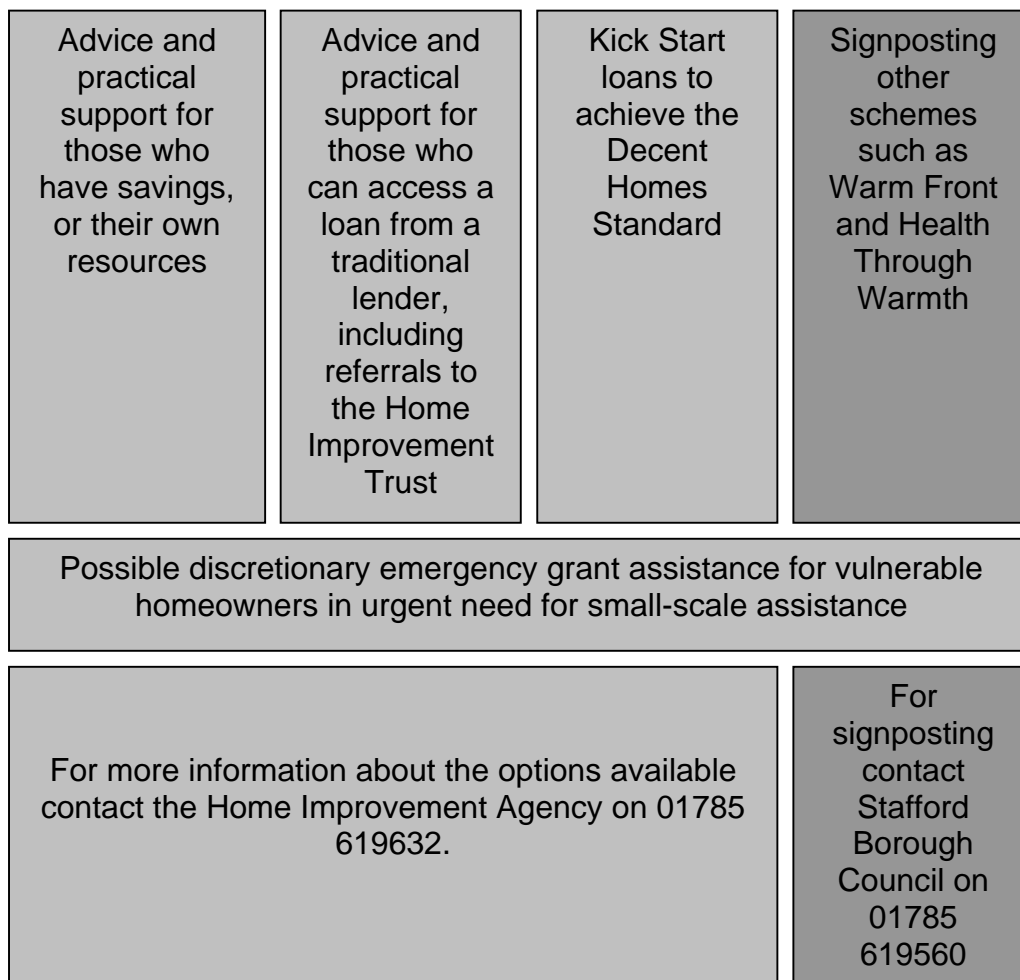 Advice and
practical
support for
those who
have savings,
or their own
resources
Advice and
practical
support for
those who
can access a
loan from a
traditional
lender,
including
referrals to
the Home
Improvement
Trust
Kick Start
loans to
achieve the
Decent
Homes
Standard
Signposting
other
schemes
such as
Warm Front
and Health
Through
Warmth
Possible discretionary emergency grant assistance for vulnerable
homeowners in urgent need for small-scale assistance
For more information about the options available
contact the Home Improvement Agency on 01785
619632.
For
signposting
contact
Stafford
Borough
Council on
01785
619560